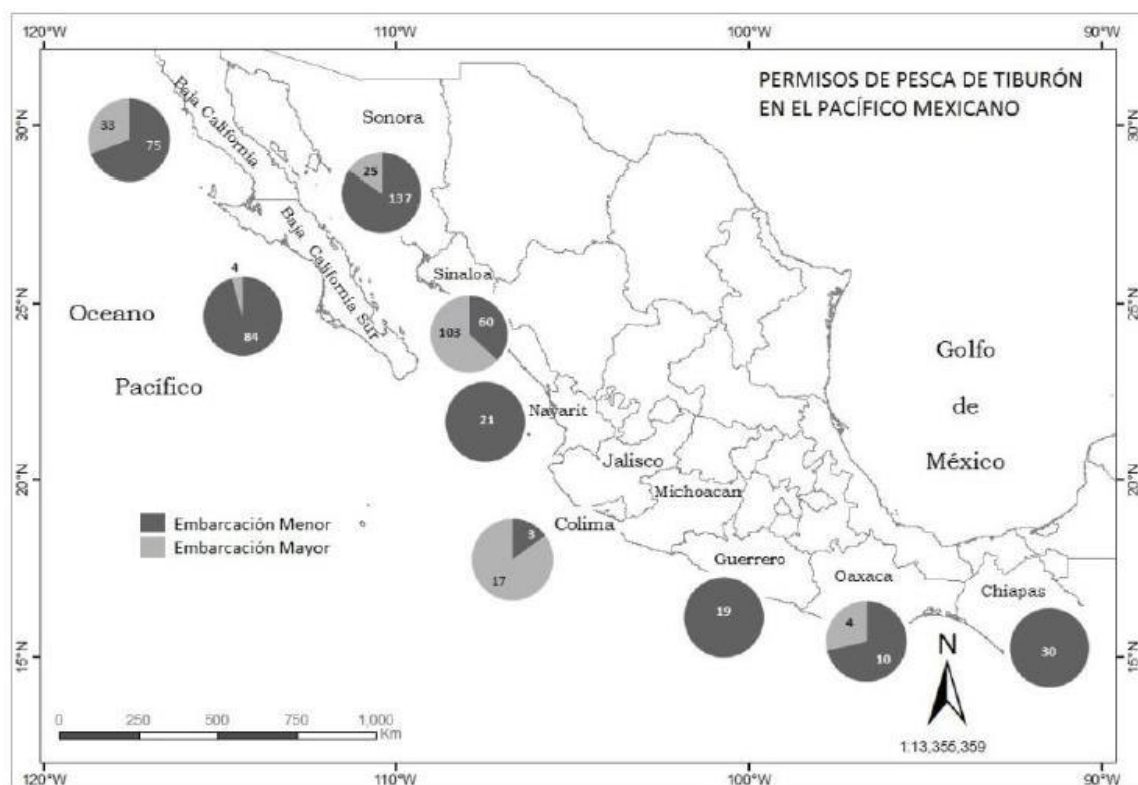 120°W
110°W
100°W
90°W
PERMISOS DE PESCA DE TIBURÓN
EN EL PACÍFICO MEXICANO
30°N
30°N
Baja California
Sonora
33
75
25
137
Baja California Sur
Sinaloa
4
84
103
60
25°N
25°N
Oceano
Pacífico
Golfo
de
México
21
Nayarit
Jalisco
Michoacan
20°N
20°N
Embarcación Menor
Embarcación Mayor
Colima
3
17
Guerrero
Oaxaca
Chiapas
19
4
10
30
15°N
15°N
N
0 250 500 750 1,000
Km
1:13,355,359
120°W
110°W
100°W
90°W